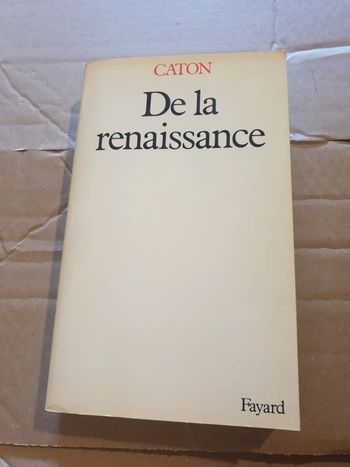 CATON
De la
renaissance
Fayard